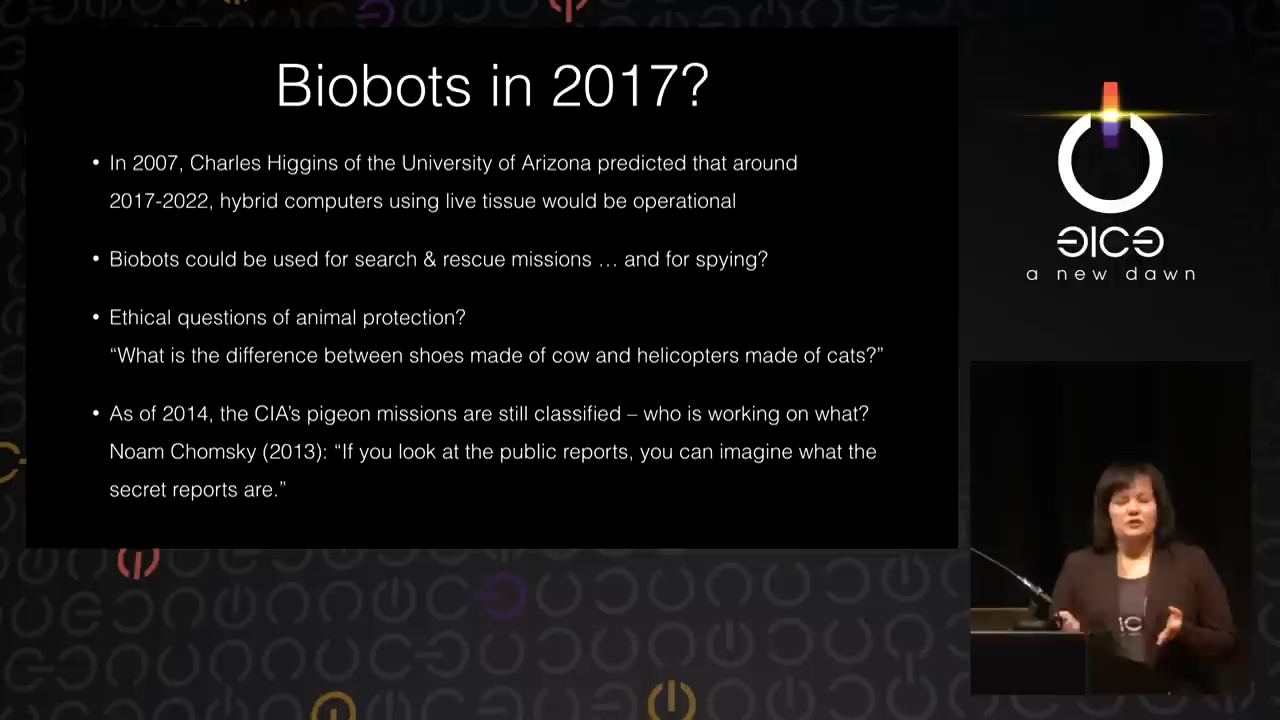 Biobots in 2017?
• In 2007, Charles Higgins of the University of Arizona predicted that around
2017-2022, hybrid computers using live tissue would be operational
• Biobots could be used for search & rescue missions … and for spying?
• Ethical questions of animal protection?
“What is the difference between shoes made of cow and helicopters made of cats?”
• As of 2014, the CIA’s pigeon missions are still classified – who is working on what?
Noam Chomsky (2013): “If you look at the public reports, you can imagine what the
secret reports are.”
a new dawn